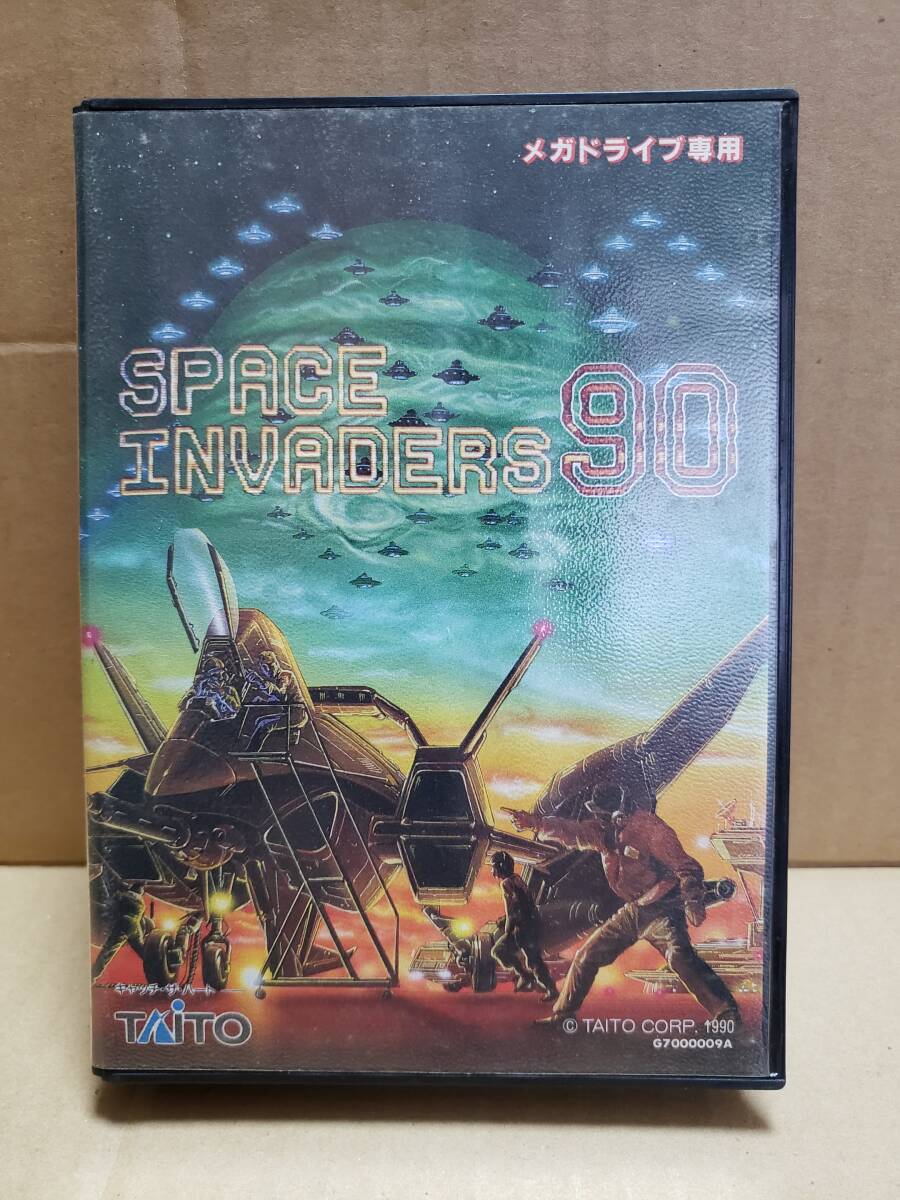 メガドライブ専用
SPACE
INVADERS 90
キャッチ・ザ・ハート
TAITO
© TAITO CORP. 1990
G7000009A